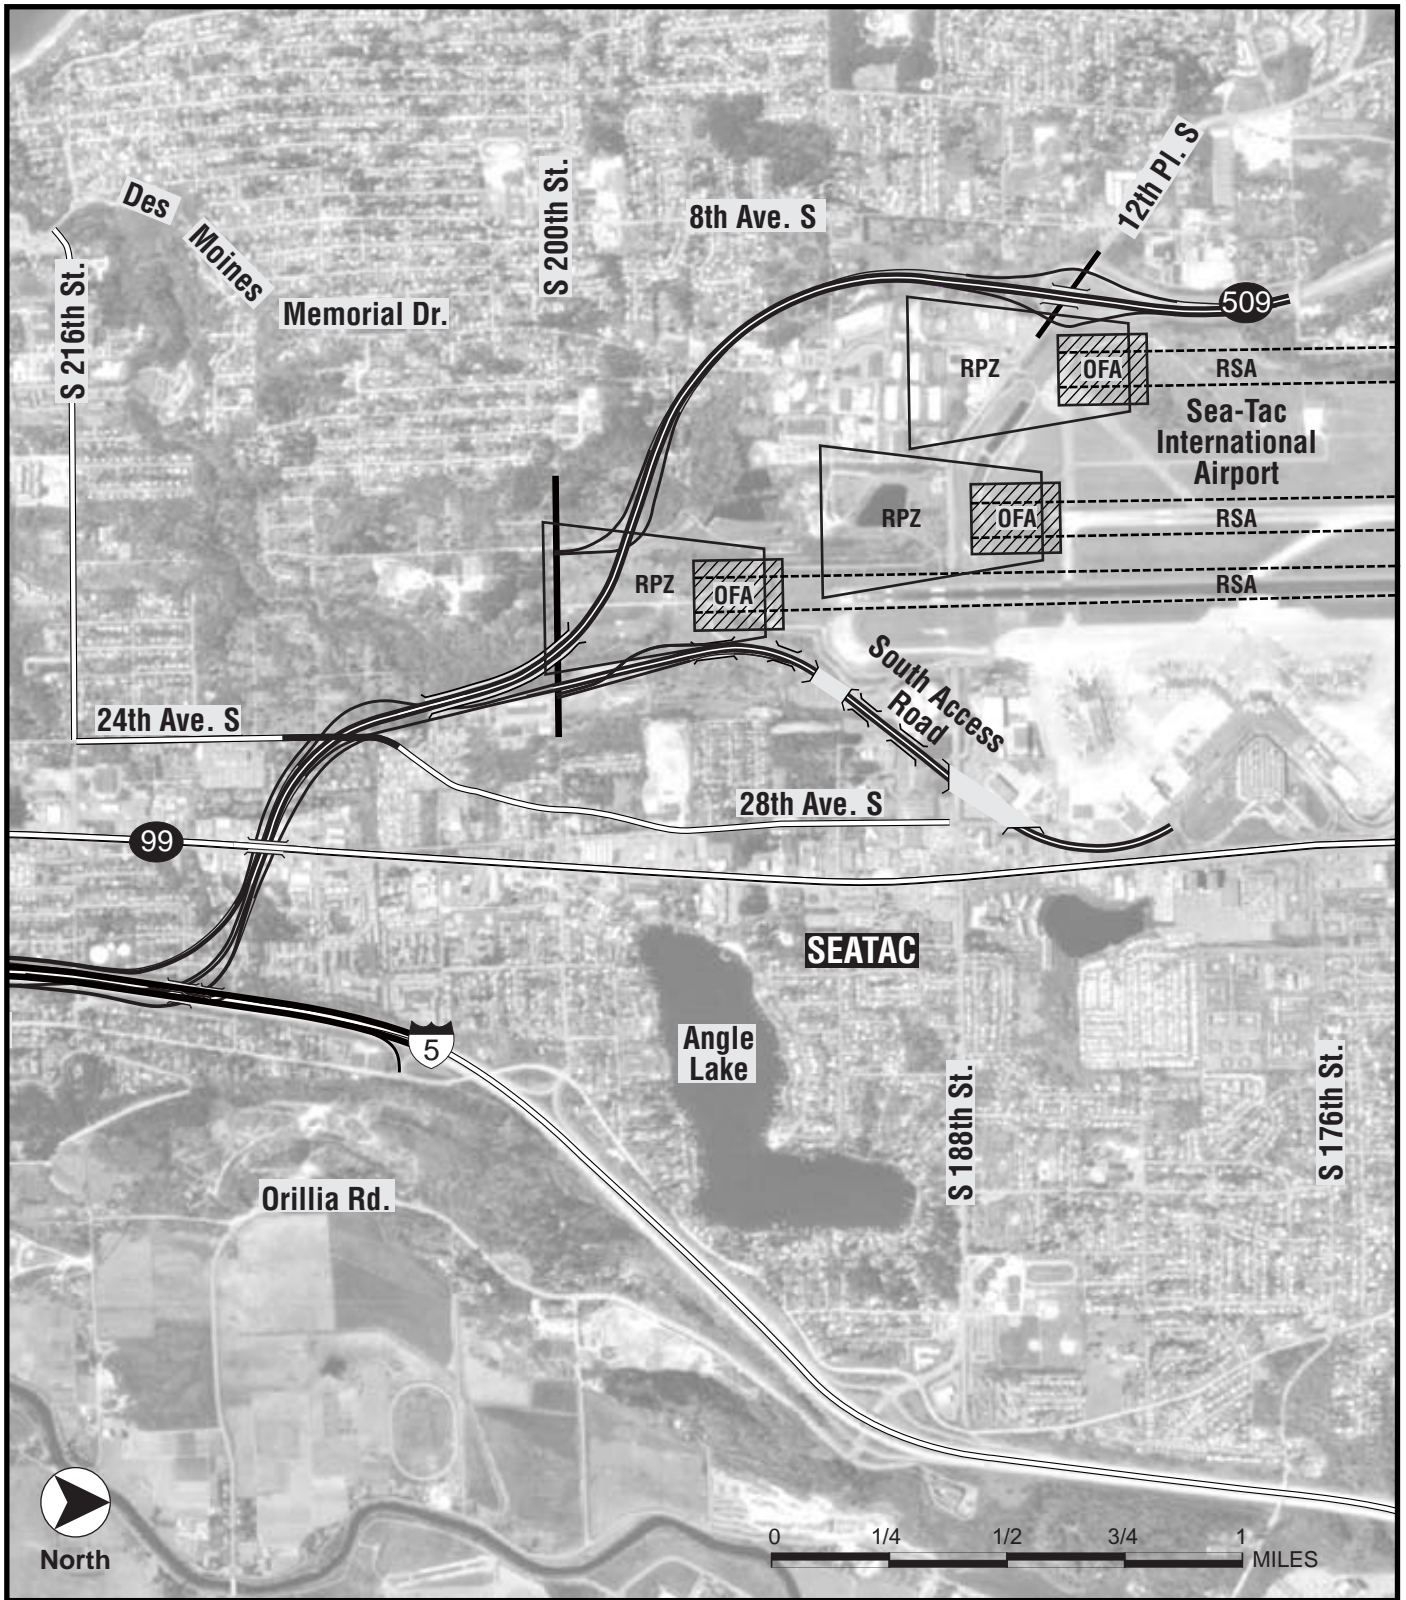 12th Pl. S
Des
Moines
Memorial Dr.
S 200th St.
8th Ave. S
S 216th St.
509
RPZ
OFA
RSA
Sea-Tac
International
Airport
RPZ
OFA
RSA
RPZ
OFA
RSA
South Access
Road
24th Ave. S
28th Ave. S
99
SEATAC
5
Angle
Lake
S 188th St.
S 176th St.
Orillia Rd.
North
0 1/4 1/2 3/4 1
MILES